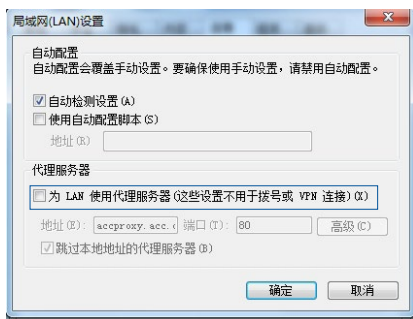 局域网(LAN)设置
自动配置
自动配置会覆盖手动设置。要确保使用手动设置，请禁用自动配置。
自动检测设置(A)
使用自动配置脚本(S)
地址(R)
代理服务器
为 LAN 使用代理服务器(这些设置不用于拨号或 VPN 连接)(X)
地址(E): accproxy.acc. 端口(T): 80 高级(C)
跳过本地地址的代理服务器(B)
确定 取消